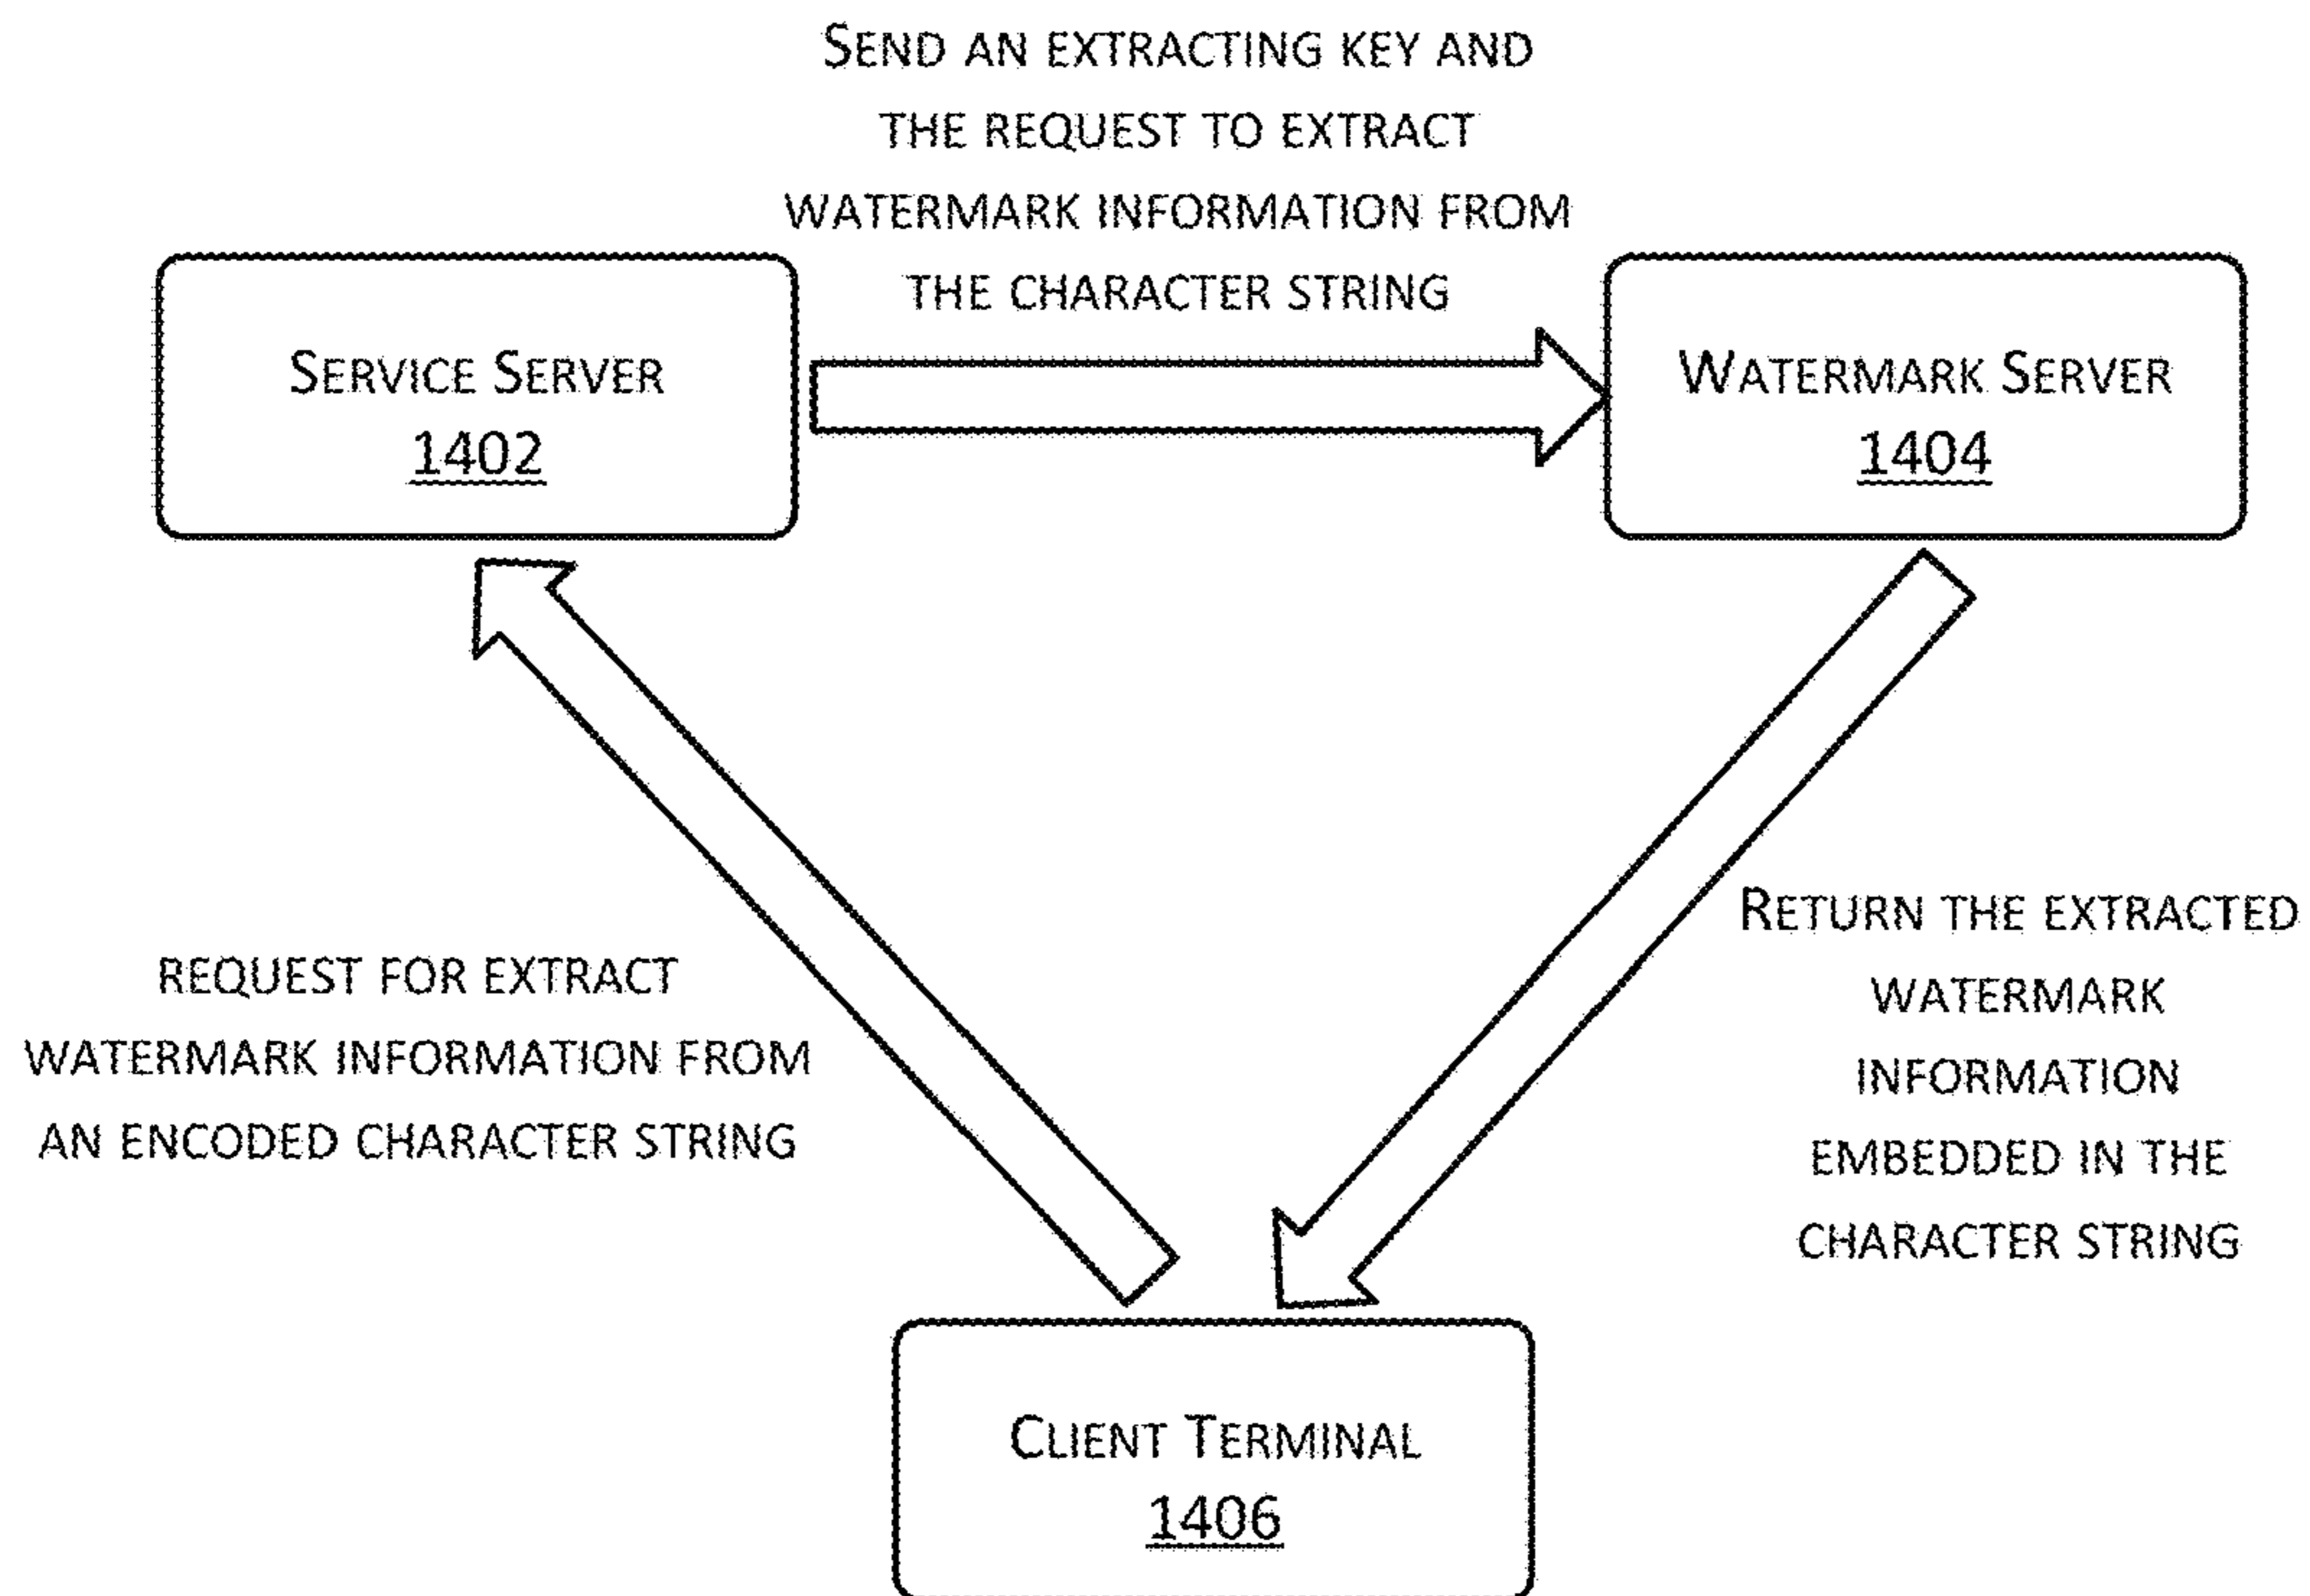 SEND AN EXTRACTING KEY AND
THE REQUEST TO EXTRACT
WATERMARK INFORMATION FROM
THE CHARACTER STRING
SERVICE SERVER
1402
WATERMARK SERVER
1404
REQUEST FOR EXTRACT
WATERMARK INFORMATION FROM
AN ENCODED CHARACTER STRING
RETURN THE EXTRACTED
WATERMARK
INFORMATION
EMBEDDED IN THE
CHARACTER STRING
CLIENT TERMINAL
1406